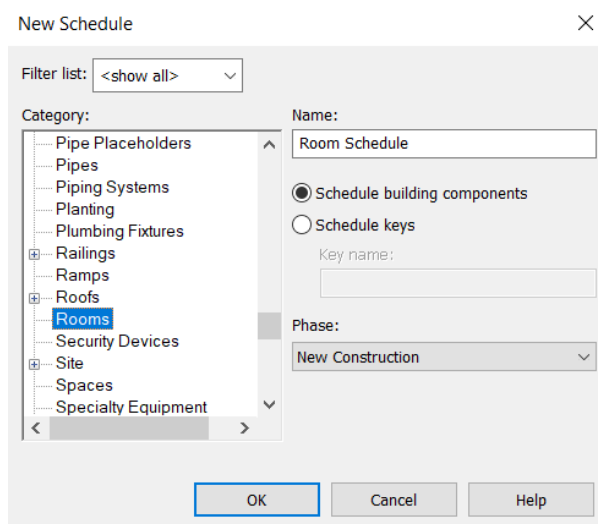 New Schedule
Filter list: <show all>
Category:
Pipe Placeholders
Pipes
Piping Systems
Planting
Plumbing Fixtures
Railings
Ramps
Roofs
Rooms
Security Devices
Site
Spaces
Specialty Equipment
Name:
Room Schedule
Schedule building components
Schedule keys
Key name:
Phase:
New Construction
OK Cancel Help